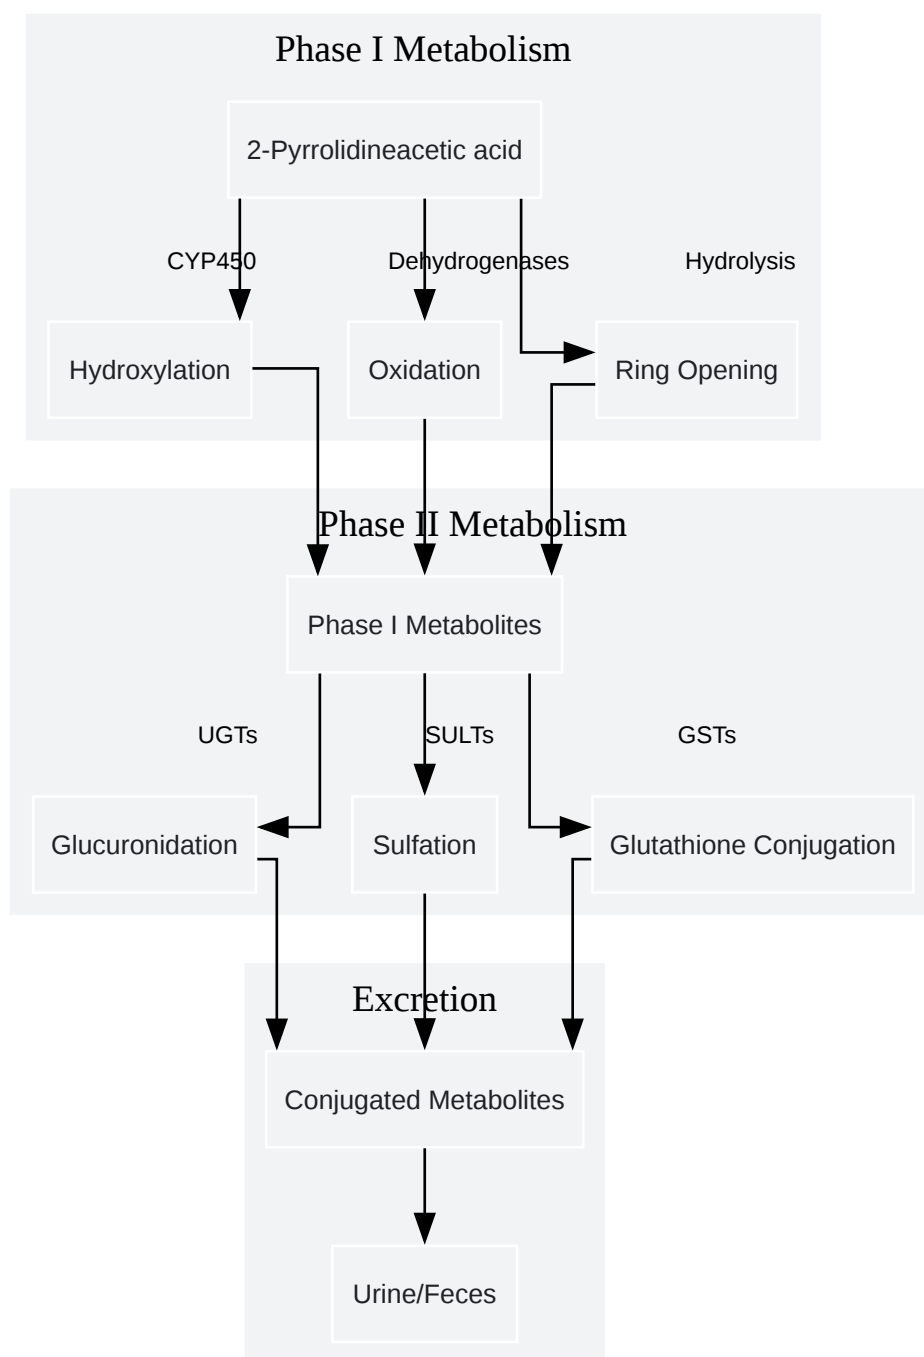 Phase I Metabolism
2-Pyrrolidineacetic acid
CYP450
Dehydrogenases
Hydrolysis
Hydroxylation
Oxidation
Ring Opening
Phase II Metabolism
Phase I Metabolites
UGTs
SULTs
GSTs
Glucuronidation
Sulfation
Glutathione Conjugation
Excretion
Conjugated Metabolites
Urine/Feces